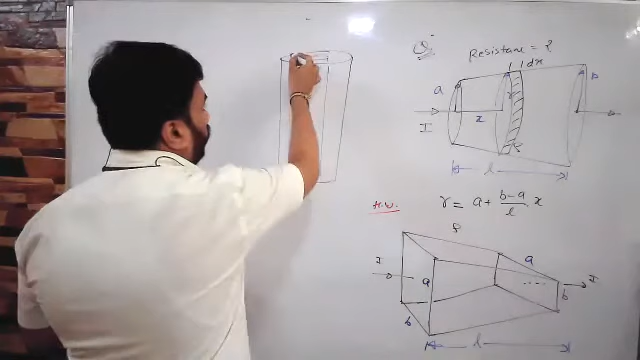 Q.
Resistance = ?
dx
a
b
r
x
I
l
H.W.
r = a + b-a/l x
ρ
a
I
I
a
b
b
l